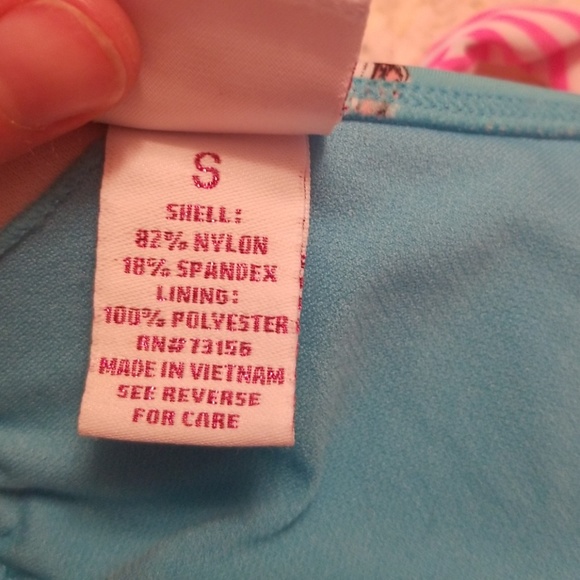 S
SHELL:
82% NYLON
18% SPANDEX
LINING:
100% POLYESTER
RN#73156
MADE IN VIETNAM
SEE REVERSE
FOR CARE